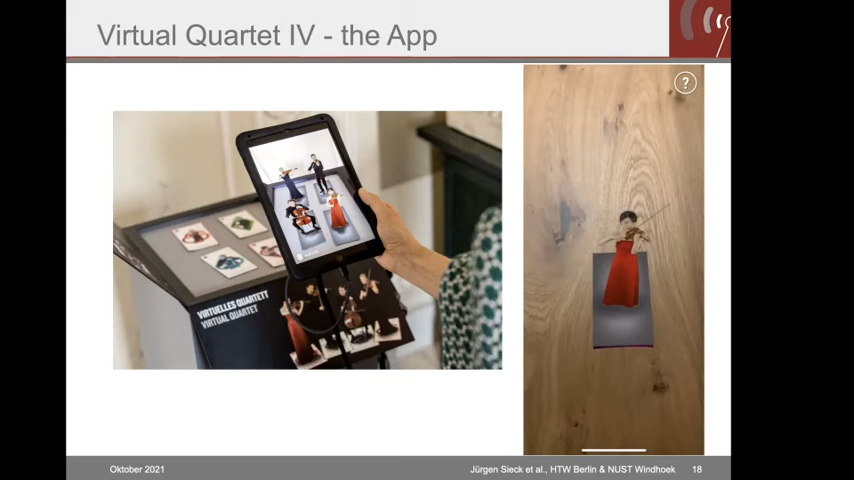 Virtual Quartet IV - the App
?
VIRTUELLES QUARTETT
VIRTUAL QUARTET
Oktober 2021
Jürgen Sieck et al., HTW Berlin & NUST Windhoek
18